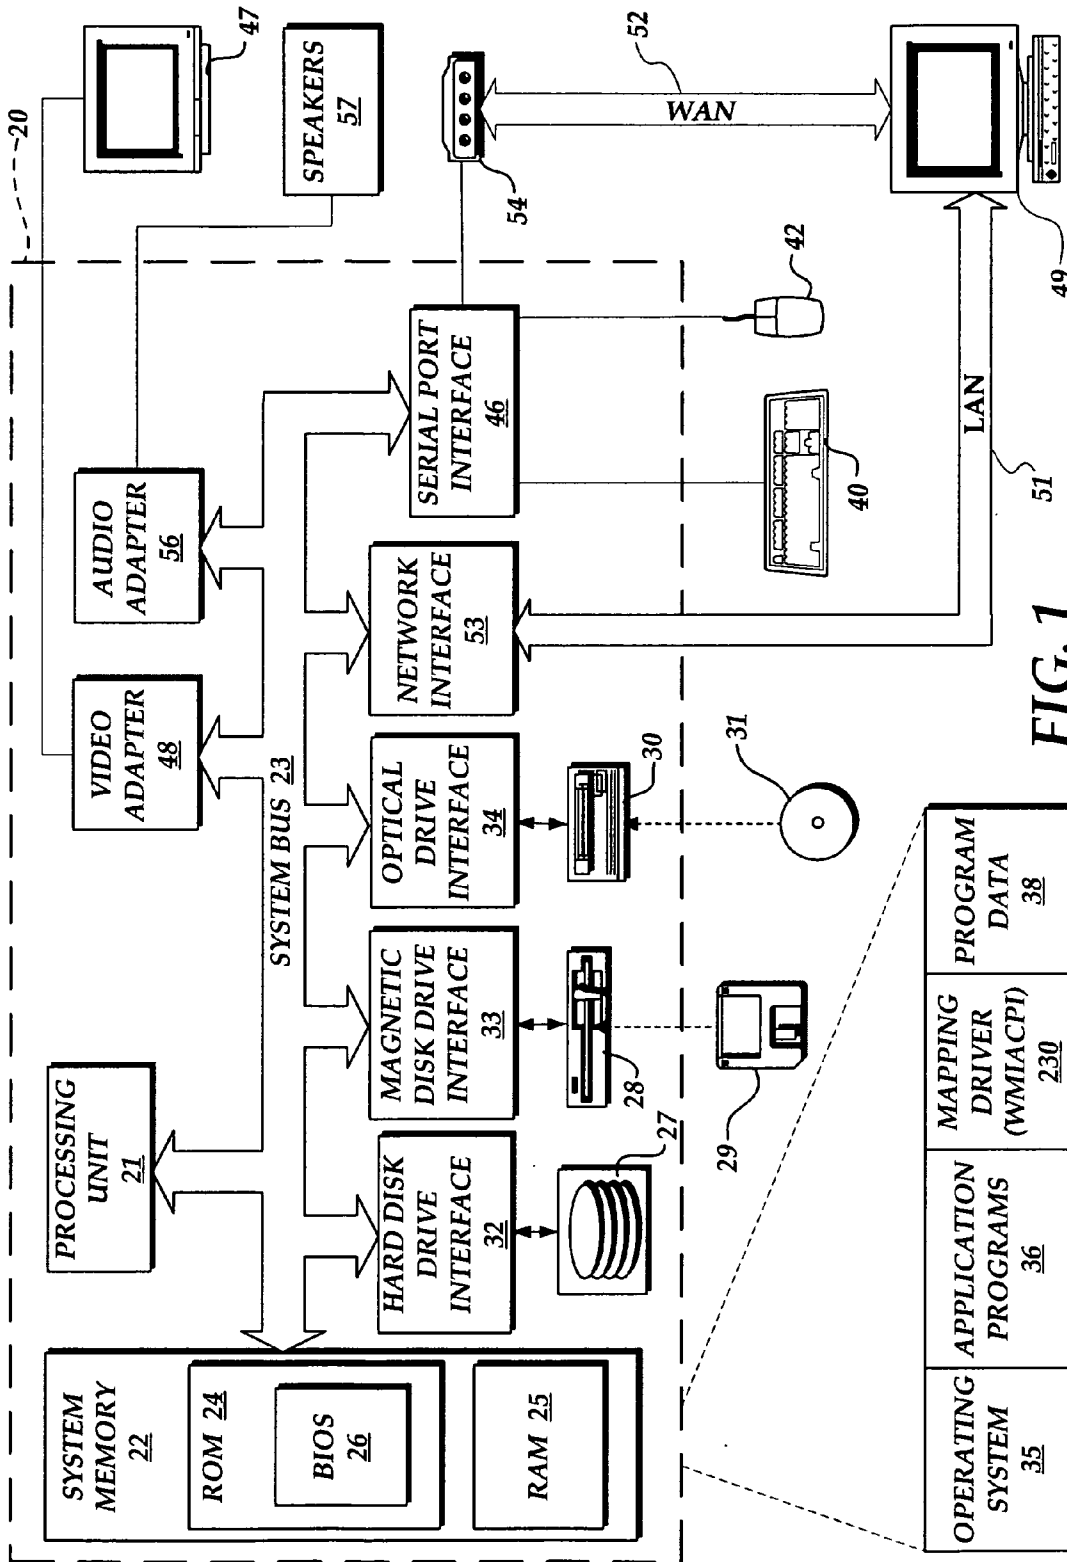 20
47
SPEAKERS
57
54
52
WAN
49
LAN
51
SYSTEM
MEMORY
22
ROM 24
BIOS
26
RAM 25
PROCESSING
UNIT
21
VIDEO
ADAPTER
48
AUDIO
ADAPTER
56
SYSTEM BUS 23
HARD DISK
DRIVE
INTERFACE
32
MAGNETIC
DISK DRIVE
INTERFACE
33
OPTICAL
DRIVE
INTERFACE
34
NETWORK
INTERFACE
53
SERIAL PORT
INTERFACE
46
27
28
30
40
42
29
31
OPERATING
SYSTEM
35
APPLICATION
PROGRAMS
36
MAPPING
DRIVER
(WMIACPI)
230
PROGRAM
DATA
38
FIG. 1